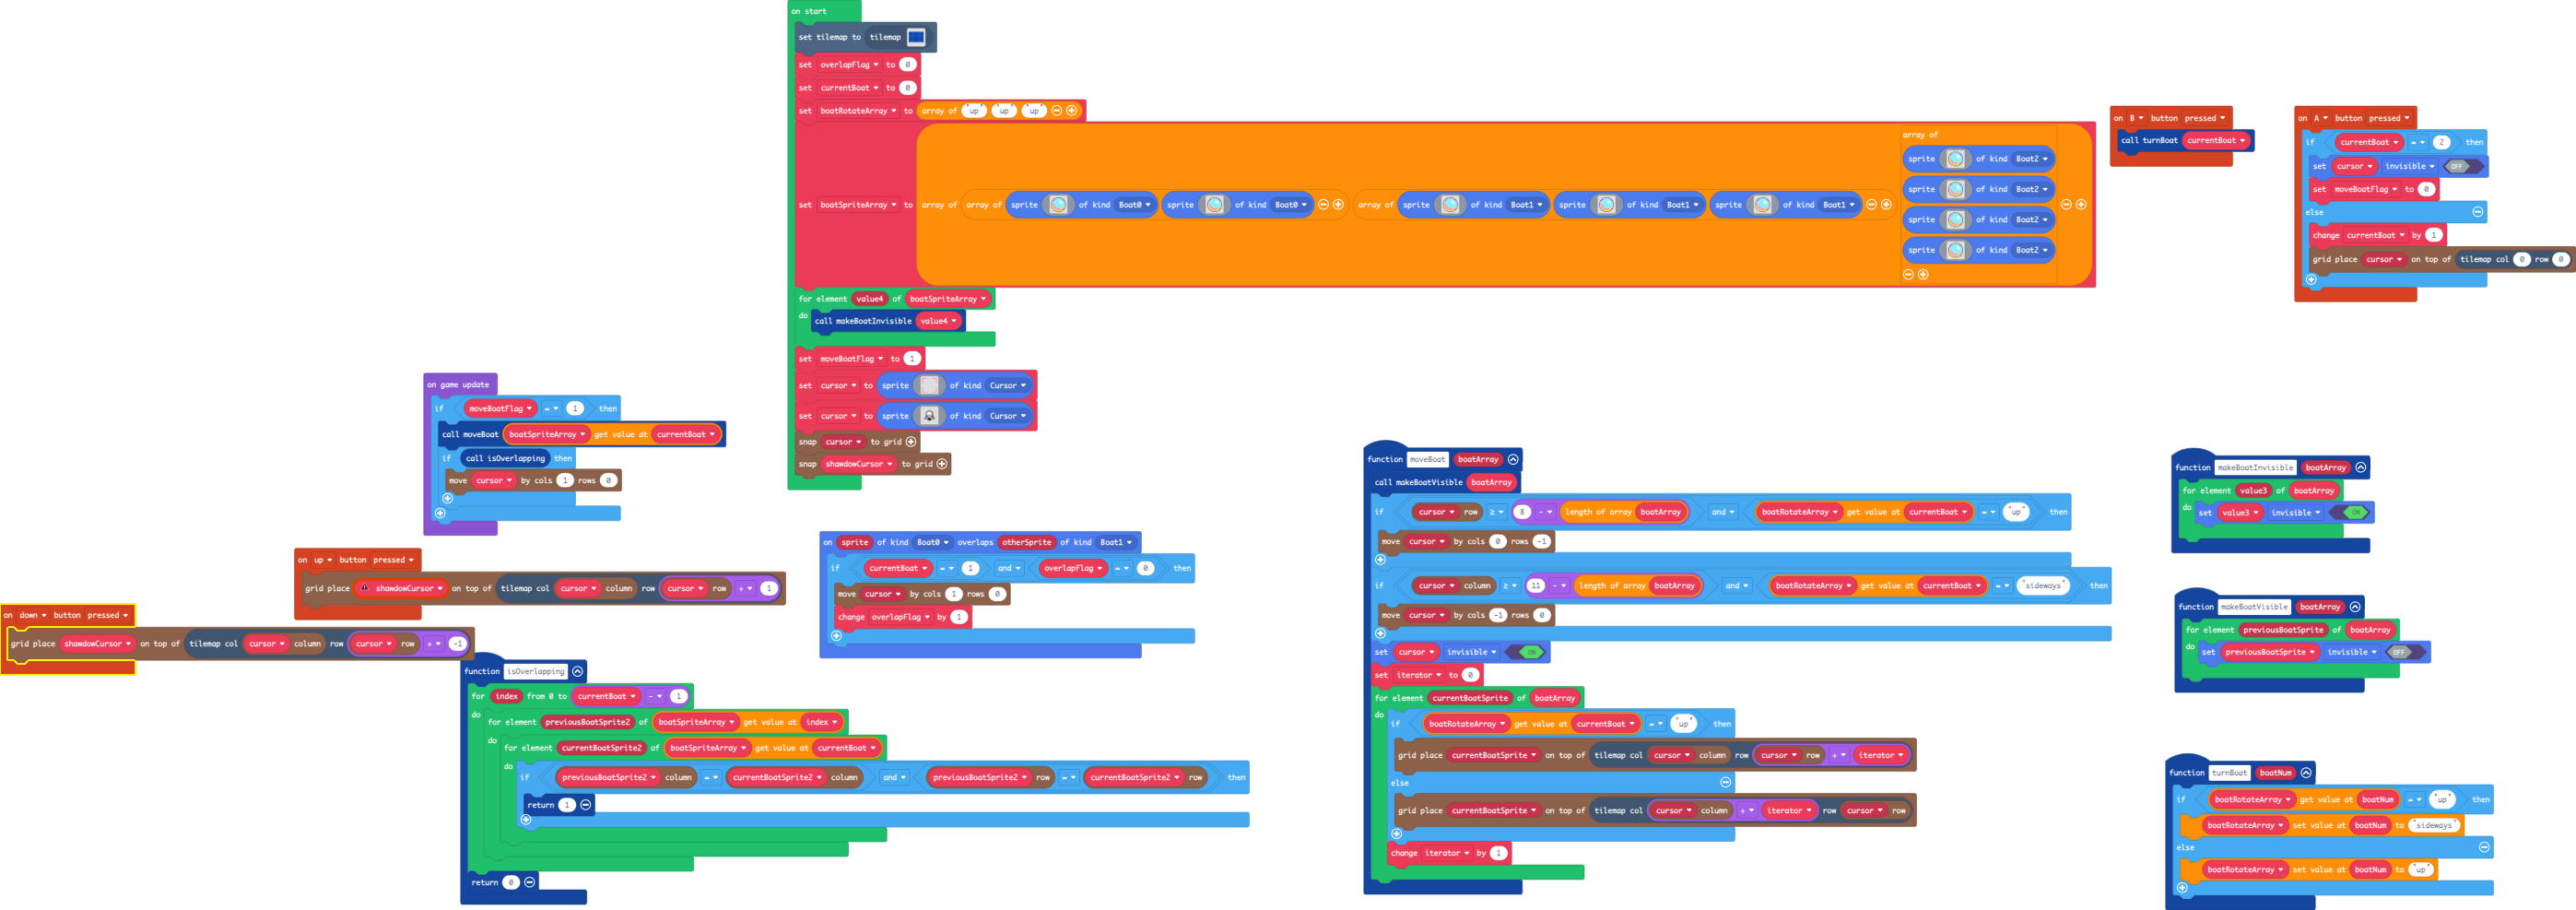 on start
set tilemap to tilemap
set overlapFlag to 0
set currentBoat to 0
set boatRotateArray to array of "up" "up" "up"
set boatSpriteArray to array of array of sprite of kind Boat0 sprite of kind Boat0 array of sprite of kind Boat1 sprite of kind Boat1 sprite of kind Boat1
array of
sprite of kind Boat2
sprite of kind Boat2
sprite of kind Boat2
sprite of kind Boat2
for element value4 of boatSpriteArray
do call makeBoatInvisible value4
set moveBoatFlag to 1
set cursor to sprite of kind Cursor
set cursor to sprite of kind Cursor
snap cursor to grid
snap shawdowCursor to grid
on B button pressed
call turnBoat currentBoat
on A button pressed
if currentBoat = 2 then
set cursor invisible OFF
set moveBoatFlag to 0
else
change currentBoat by 1
grid place cursor on top of tilemap col 0 row 0
on game update
if moveBoatFlag = 1 then
call moveBoat boatSpriteArray get value at currentBoat
if call isOverlapping then
move cursor by cols 1 rows 0
on up button pressed
grid place shawdowCursor on top of tilemap col cursor column row cursor row + 1
on down button pressed
grid place shawdowCursor on top of tilemap col cursor column row cursor row + -1
on sprite of kind Boat0 overlaps otherSprite of kind Boat1
if currentBoat = 1 and overlapFlag = 0 then
move cursor by cols 1 rows 0
change overlapFlag by 1
function isOverlapping
for index from 0 to currentBoat - 1
do for element previousBoatSprite2 of boatSpriteArray get value at index
do for element currentBoatSprite2 of boatSpriteArray get value at currentBoat
do if previousBoatSprite2 column = currentBoatSprite2 column and previousBoatSprite2 row = currentBoatSprite2 row then
return 1
return 0
function moveBoat boatArray
call makeBoatVisible boatArray
if cursor row ≥ 8 - length of array boatArray and boatRotateArray get value at currentBoat = "up" then
move cursor by cols 0 rows -1
if cursor column ≥ 11 - length of array boatArray and boatRotateArray get value at currentBoat = "sideways" then
move cursor by cols -1 rows 0
set cursor invisible ON
set iterator to 0
for element currentBoatSprite of boatArray
do if boatRotateArray get value at currentBoat = "up" then
grid place currentBoatSprite on top of tilemap col cursor column row cursor row + iterator
else
grid place currentBoatSprite on top of tilemap col cursor column + iterator row cursor row
change iterator by 1
function makeBoatInvisible boatArray
for element value3 of boatArray
do set value3 invisible ON
function makeBoatVisible boatArray
for element previousBoatSprite of boatArray
do set previousBoatSprite invisible OFF
function turnBoat boatNum
if boatRotateArray get value at boatNum = "up" then
boatRotateArray set value at boatNum to "sideways"
else
boatRotateArray set value at boatNum to "up"